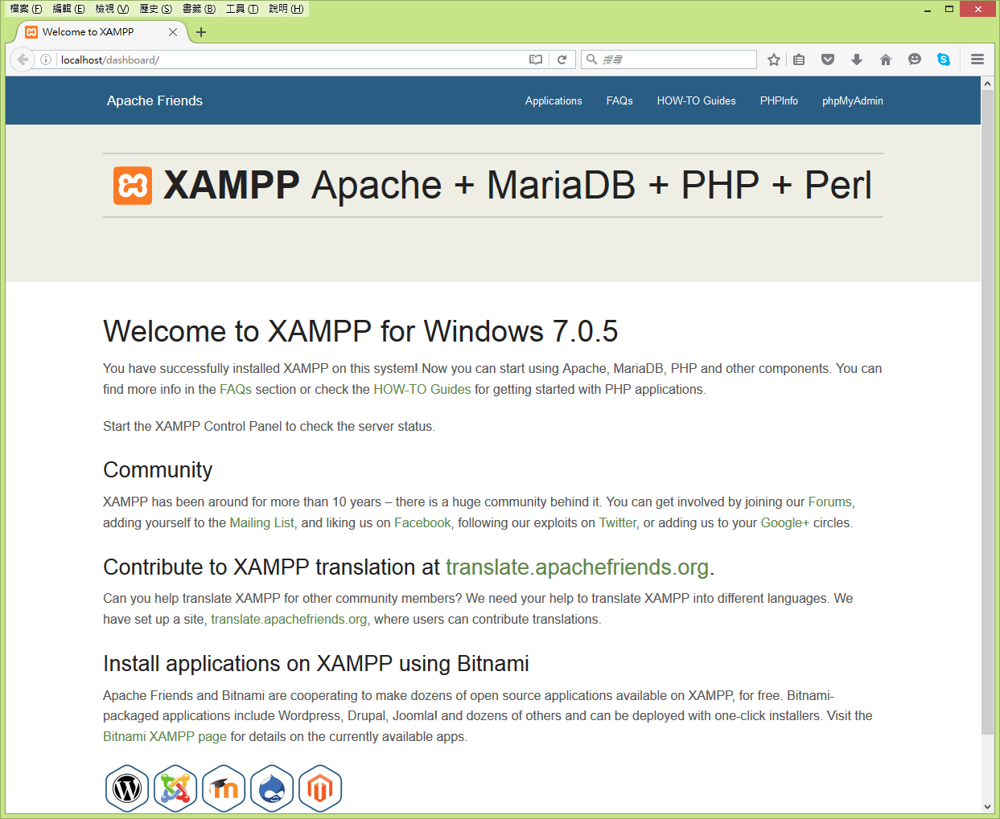 檔案 (F) 編輯 (E) 檢視 (V) 歷史 (S) 書籤 (B) 工具 (T) 說明 (H)
Welcome to XAMPP
localhost/dashboard/
搜尋
Apache Friends
Applications FAQs HOW-TO Guides PHPInfo phpMyAdmin
XAMPP Apache + MariaDB + PHP + Perl
Welcome to XAMPP for Windows 7.0.5
You have successfully installed XAMPP on this system! Now you can start using Apache, MariaDB, PHP and other components. You can
find more info in the FAQs section or check the HOW-TO Guides for getting started with PHP applications.
Start the XAMPP Control Panel to check the server status.
Community
XAMPP has been around for more than 10 years – there is a huge community behind it. You can get involved by joining our Forums,
adding yourself to the Mailing List, and liking us on Facebook, following our exploits on Twitter, or adding us to your Google+ circles.
Contribute to XAMPP translation at translate.apachefriends.org.
Can you help translate XAMPP for other community members? We need your help to translate XAMPP into different languages. We
have set up a site, translate.apachefriends.org, where users can contribute translations.
Install applications on XAMPP using Bitnami
Apache Friends and Bitnami are cooperating to make dozens of open source applications available on XAMPP, for free. Bitnami-
packaged applications include Wordpress, Drupal, Joomla! and dozens of others and can be deployed with one-click installers. Visit the
Bitnami XAMPP page for details on the currently available apps.